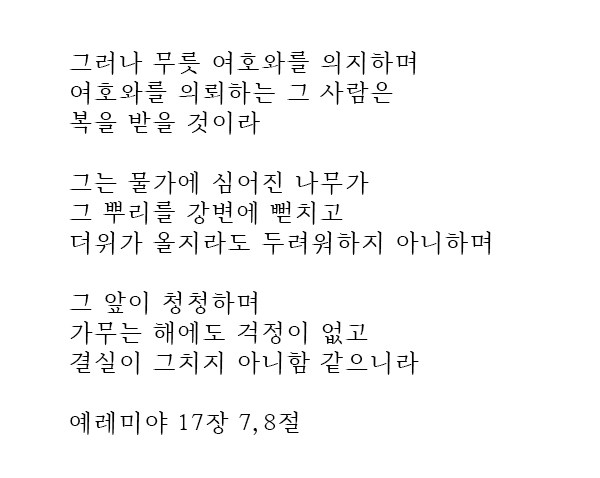 그러나 무릇 여호와를 의지하며
여호와를 의뢰하는 그 사람은
복을 받을 것이라
그는 물가에 심어진 나무가
그 뿌리를 강변에 뻗치고
더위가 올지라도 두려워하지 아니하며
그 앞이 청청하며
가무는 해에도 걱정이 없고
결실이 그치지 아니함 같으니라
예레미야 17장 7,8절